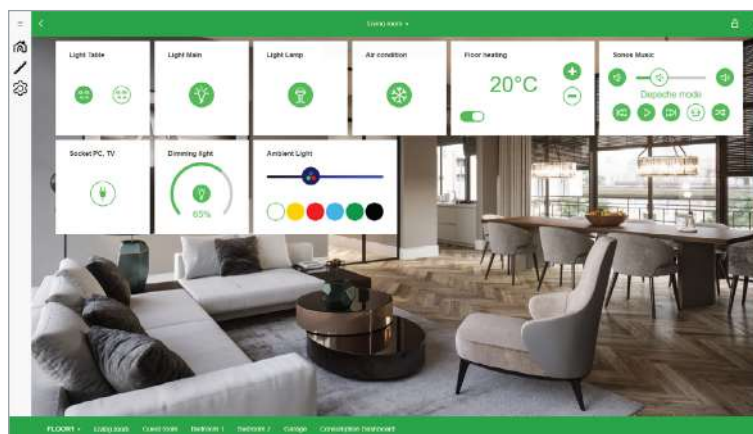 Living room
Light Table
Light Main
Light Lamp
Air condition
Floor heating
Sonos Music
20°C
Depeche mode
Socket PC, TV
Dimming light
Ambient Light
65%
FLOOR1 Living room Guest room Bedroom 1 Bedroom 2 Garage Consumption Dashboard